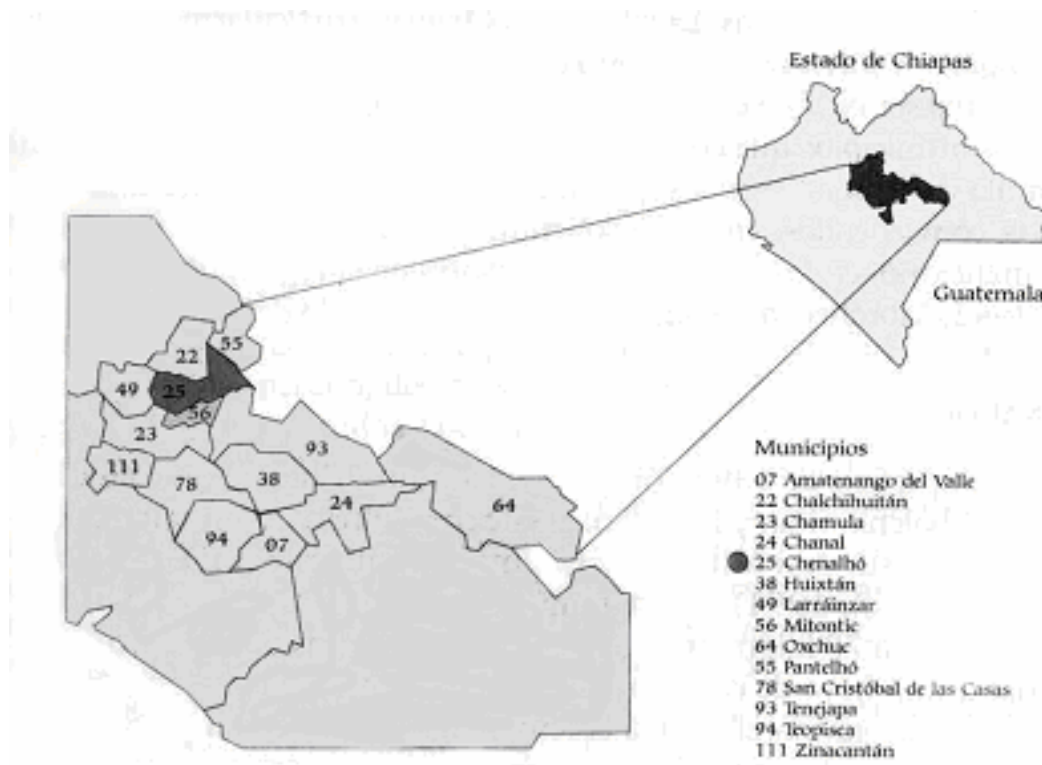 Estado de Chiapas
Guatemala
55
22
49
25
56
23
93
111
78
38
24
64
94
07
Municipios
07 Amatenango del Valle
22 Chalchihuitán
23 Chamula
24 Chanal
25 Chenalhó
38 Huixtán
49 Larráinzar
56 Mitontic
64 Oxchuc
55 Pantelhó
78 San Cristóbal de las Casas
93 Tenejapa
94 Teopisca
111 Zinacantán